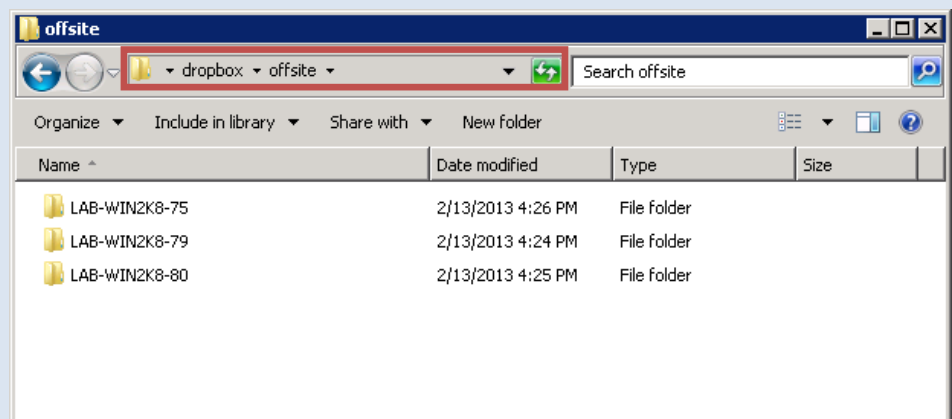 offsite
dropbox offsite Search offsite
Organize Include in library Share with New folder
Name Date modified Type Size
LAB-WIN2K8-75 2/13/2013 4:26 PM File folder
LAB-WIN2K8-79 2/13/2013 4:24 PM File folder
LAB-WIN2K8-80 2/13/2013 4:25 PM File folder